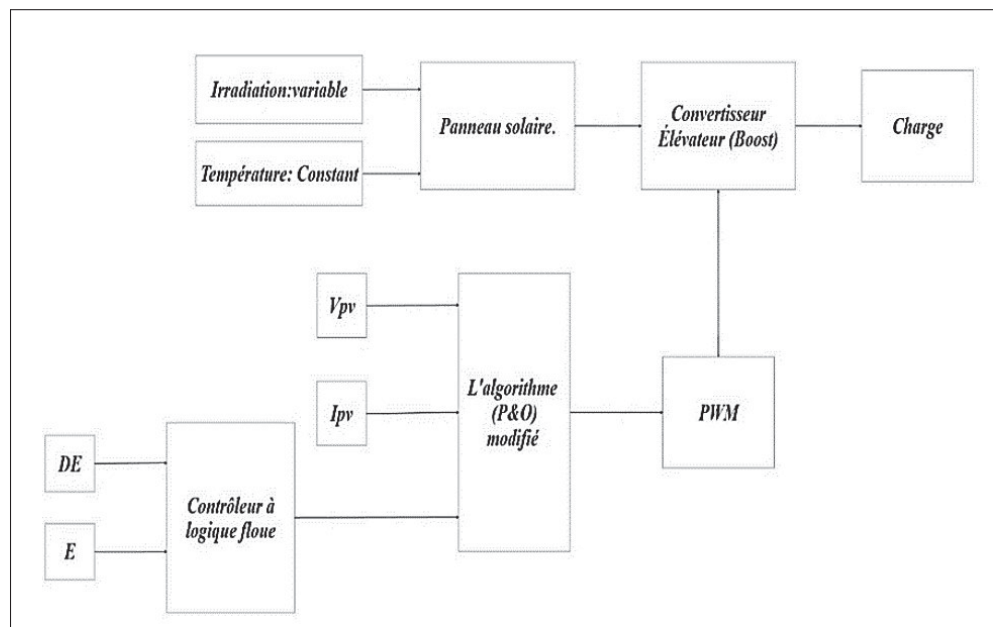 Irradiation:variable
Température: Constant
Panneau solaire.
Convertisseur
Élévateur (Boost)
Charge
Vpv
Ipv
L'algorithme
(P&O)
modifié
PWM
DE
E
Contrôleur à
logique floue